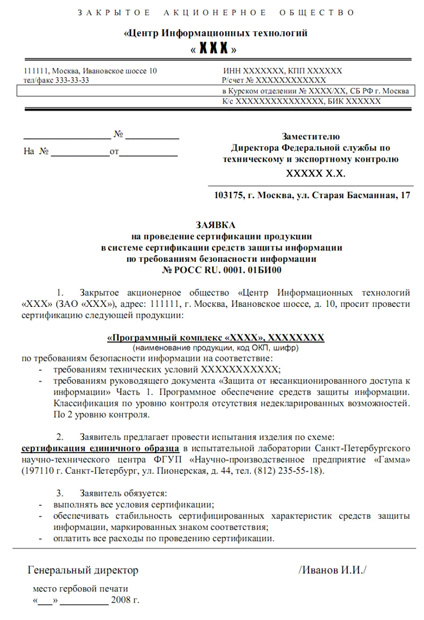 ЗАКРЫТОЕ АКЦИОНЕРНОЕ ОБЩЕСТВО
«Центр Информационных технологий
« ХХХ »
111111, Москва, Ивановское шоссе 10
тел/факс 333-33-33
ИНН ХХХХХХХ, КПП ХХХХХХ
Р/счет № ХХХХХХХХХХХХ
в Курском отделении № ХХХХ/ХХ, СБ РФ г. Москва
К/с ХХХХХХХХХХХХХХХ, БИК ХХХХХХ
№
На № от
Заместителю
Директора Федеральной службы по
техническому и экспортному контролю
ХХХХХ Х.Х.
103175, г. Москва, ул. Старая Басманная, 17
ЗАЯВКА
на проведение сертификации продукции
в системе сертификации средств защиты информации
по требованиям безопасности информации
№ РОСС RU. 0001. 01БИ00
1. Закрытое акционерное общество «Центр Информационных технологий
«ХХХ» (ЗАО «ХХХ»), адрес: 111111, г. Москва, Ивановское шоссе, д. 10, просит провести
сертификацию следующей продукции:
«Программный комплекс «ХХХХ», ХХХХХХХХ
(наименование продукции, код ОКП, шифр)
по требованиям безопасности информации на соответствие:
- требованиям технических условий ХХХХХХХХХХХ;
- требованиям руководящего документа «Защита от несанкционированного доступа к
информации» Часть 1. Программное обеспечение средств защиты информации.
Классификация по уровню контроля отсутствия недекларированных возможностей.
По 2 уровню контроля.
2. Заявитель предлагает провести испытания изделия по схеме:
сертификация единичного образца в испытательной лаборатории Санкт-Петербургского
научно-технического центра ФГУП «Научно-производственное предприятие «Гамма»
(197110 г. Санкт-Петербург, ул. Пионерская, д. 44, тел. (812) 235-55-18).
3. Заявитель обязуется:
- выполнять все условия сертификации;
- обеспечивать стабильность сертифицированных характеристик средств защиты
информации, маркированных знаком соответствия;
- оплатить все расходы по проведению сертификации.
Генеральный директор /Иванов И.И./
место гербовой печати
«___» __________ 2008 г.